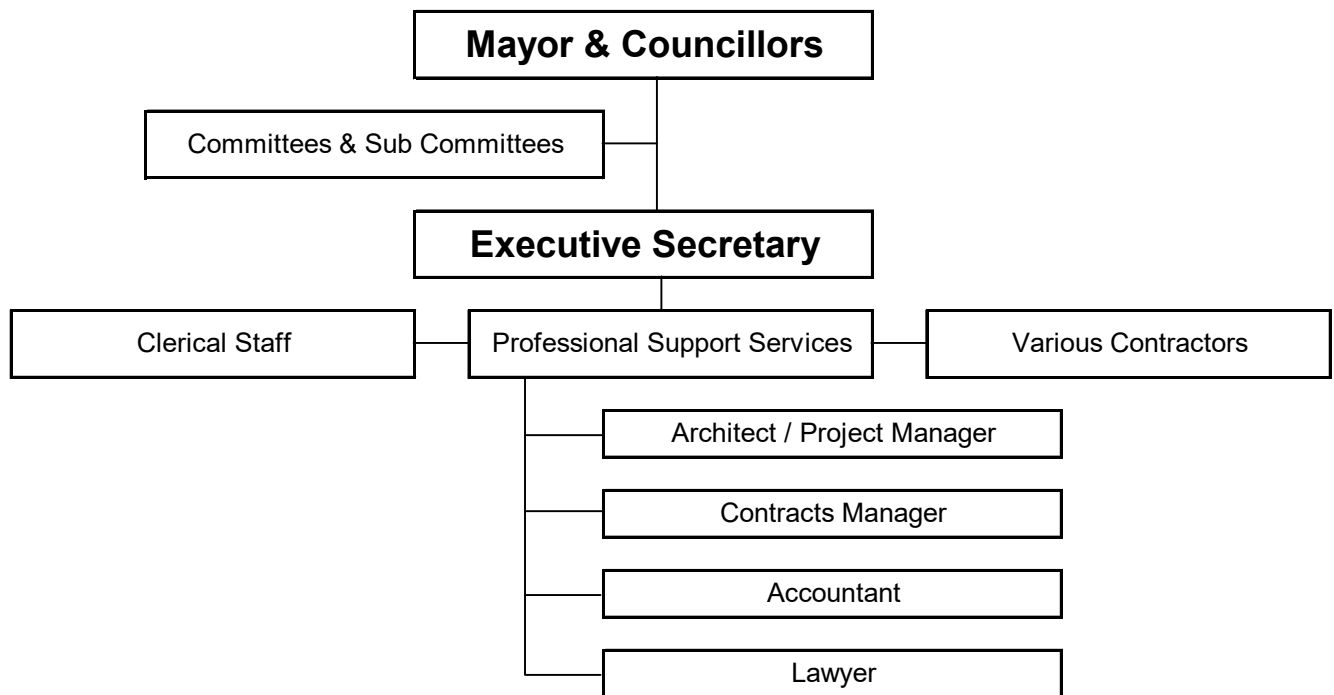 Mayor & Councillors
Committees & Sub Committees
Executive Secretary
Clerical Staff
Professional Support Services
Various Contractors
Architect / Project Manager
Contracts Manager
Accountant
Lawyer